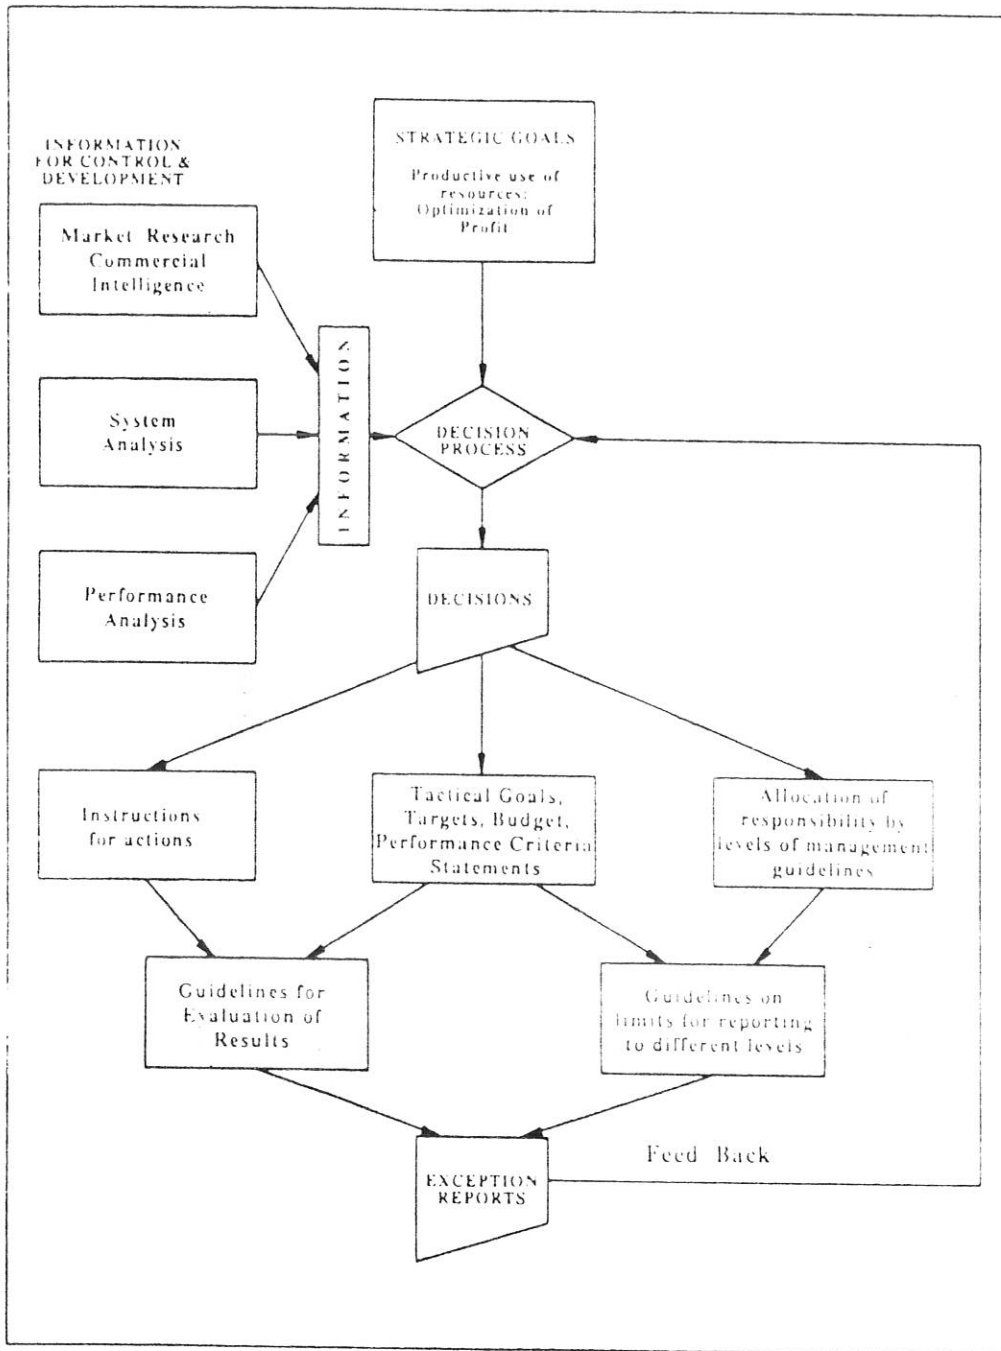 INFORMATION
FOR CONTROL &
DEVELOPMENT
STRATEGIC GOALS
Productive use of
resources:
Optimization of
Profit
Market Research
Commercial
Intelligence
System
Analysis
Performance
Analysis
INFORMATION
DECISION
PROCESS
DECISIONS
Instructions
for actions
Tactical Goals,
Targets, Budget,
Performance Criteria
Statements
Allocation of
responsibility by
levels of management
guidelines
Guidelines for
Evaluation of
Results
Guidelines on
limits for reporting
to different levels
Feed Back
EXCEPTION
REPORTS